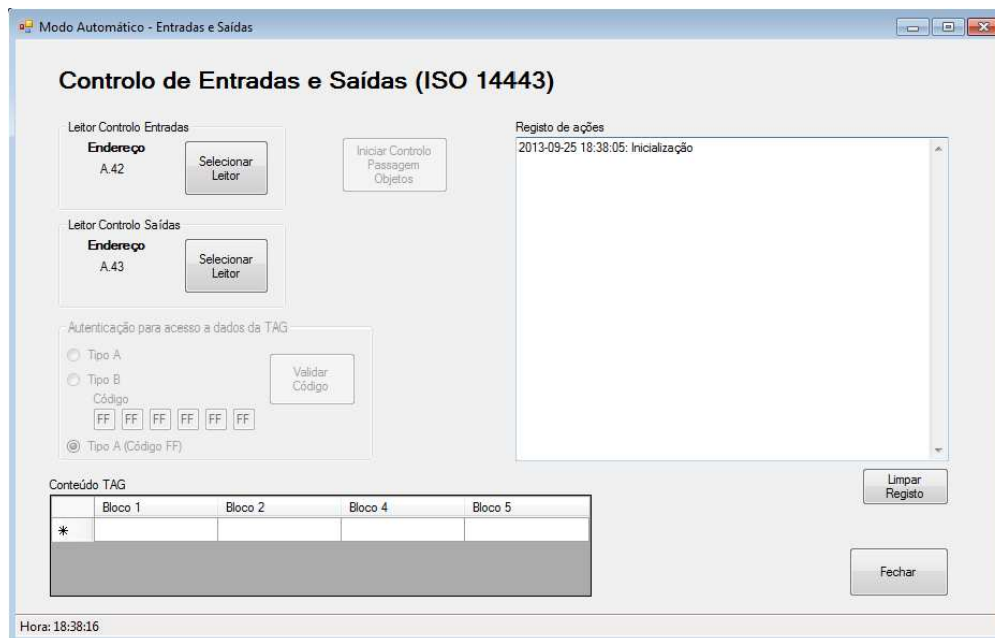 Modo Automático - Entradas e Saídas
Controlo de Entradas e Saídas (ISO 14443)
Leitor Controlo Entradas
Endereço
A.42
Selecionar
Leitor
Iniciar Controlo
Passagem
Objetos
Leitor Controlo Saídas
Endereço
A.43
Selecionar
Leitor
Autenticação para acesso a dados da TAG
Tipo A
Tipo B
Código
FF FF FF FF FF FF
Tipo A (Código FF)
Validar
Código
Registo de ações
2013-09-25 18:38:05: Inicialização
Limpar
Registo
Conteúdo TAG
Bloco 1 Bloco 2 Bloco 4 Bloco 5
Fechar
Hora: 18:38:16